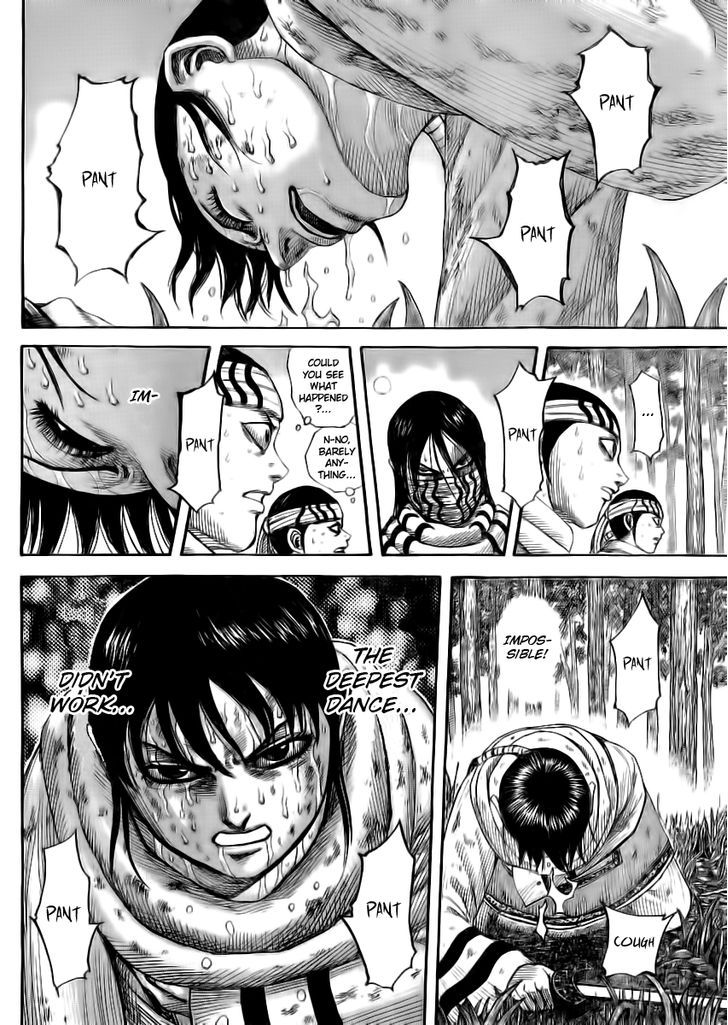 PANT
PANT
PANT
...
PANT
COULD
YOU SEE
WHAT
HAPPENED
?...
N-NO,
BARELY
ANY-
THING...
PANT
IM-
PANT
IMPOS-
SIBLE!
COUGH
THE
DEEPEST
DANCE...
DIDN'T
WORK...
PANT
PANT